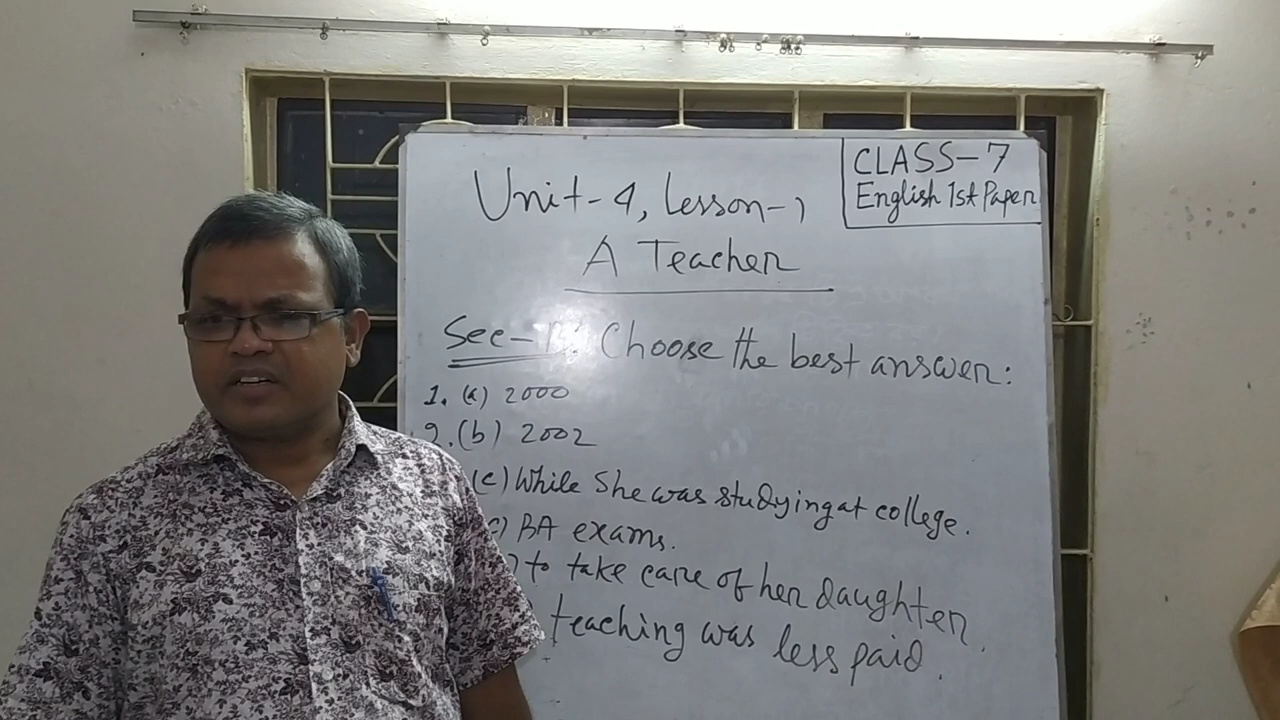 CLASS-7
English 1st Paper
Unit-4, Lesson-1
A Teacher
Sec-1: Choose the best answer:
1. (a) 2000
2. (b) 2002
(c) While She was studying at college.
c) BA exams.
) to take care of her daughter.
teaching was less paid.